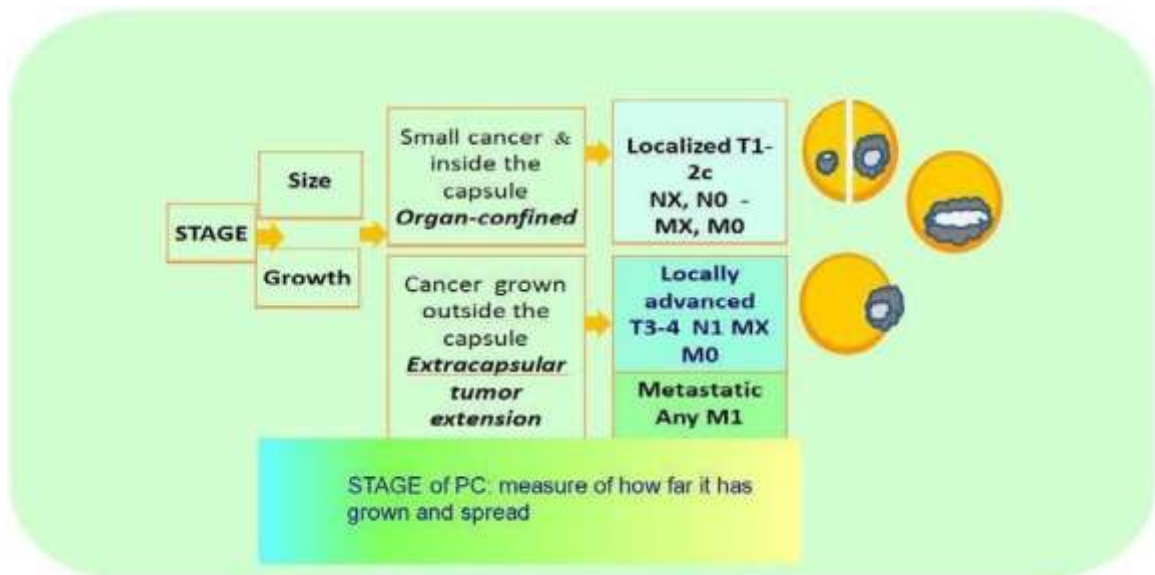 STAGE
Size
Growth
Small cancer &
inside the
capsule
Organ-confined
Cancer grown
outside the
capsule
Extracapsular
tumor
extension
Localized T1-
2c
NX, N0 -
MX, M0
Locally
advanced
T3-4 N1 MX
M0
Metastatic
Any M1
STAGE of PC: measure of how far it has
grown and spread